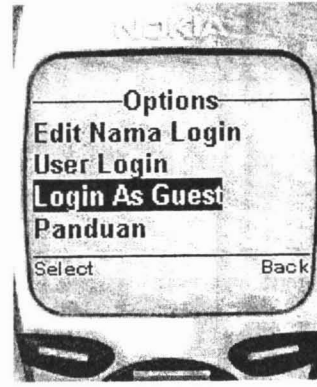 NOKIA
Options
Edit Nama Login
User Login
Login As Guest
Panduan
Select Back